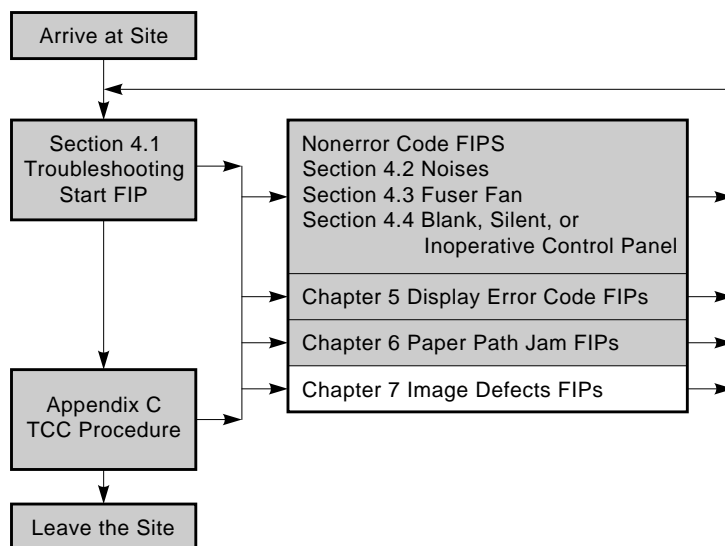 Arrive at Site
Section 4.1
Troubleshooting
Start FIP
Nonerror Code FIPS
Section 4.2 Noises
Section 4.3 Fuser Fan
Section 4.4 Blank, Silent, or
Inoperative Control Panel
Chapter 5 Display Error Code FIPs
Chapter 6 Paper Path Jam FIPs
Chapter 7 Image Defects FIPs
Appendix C
TCC Procedure
Leave the Site